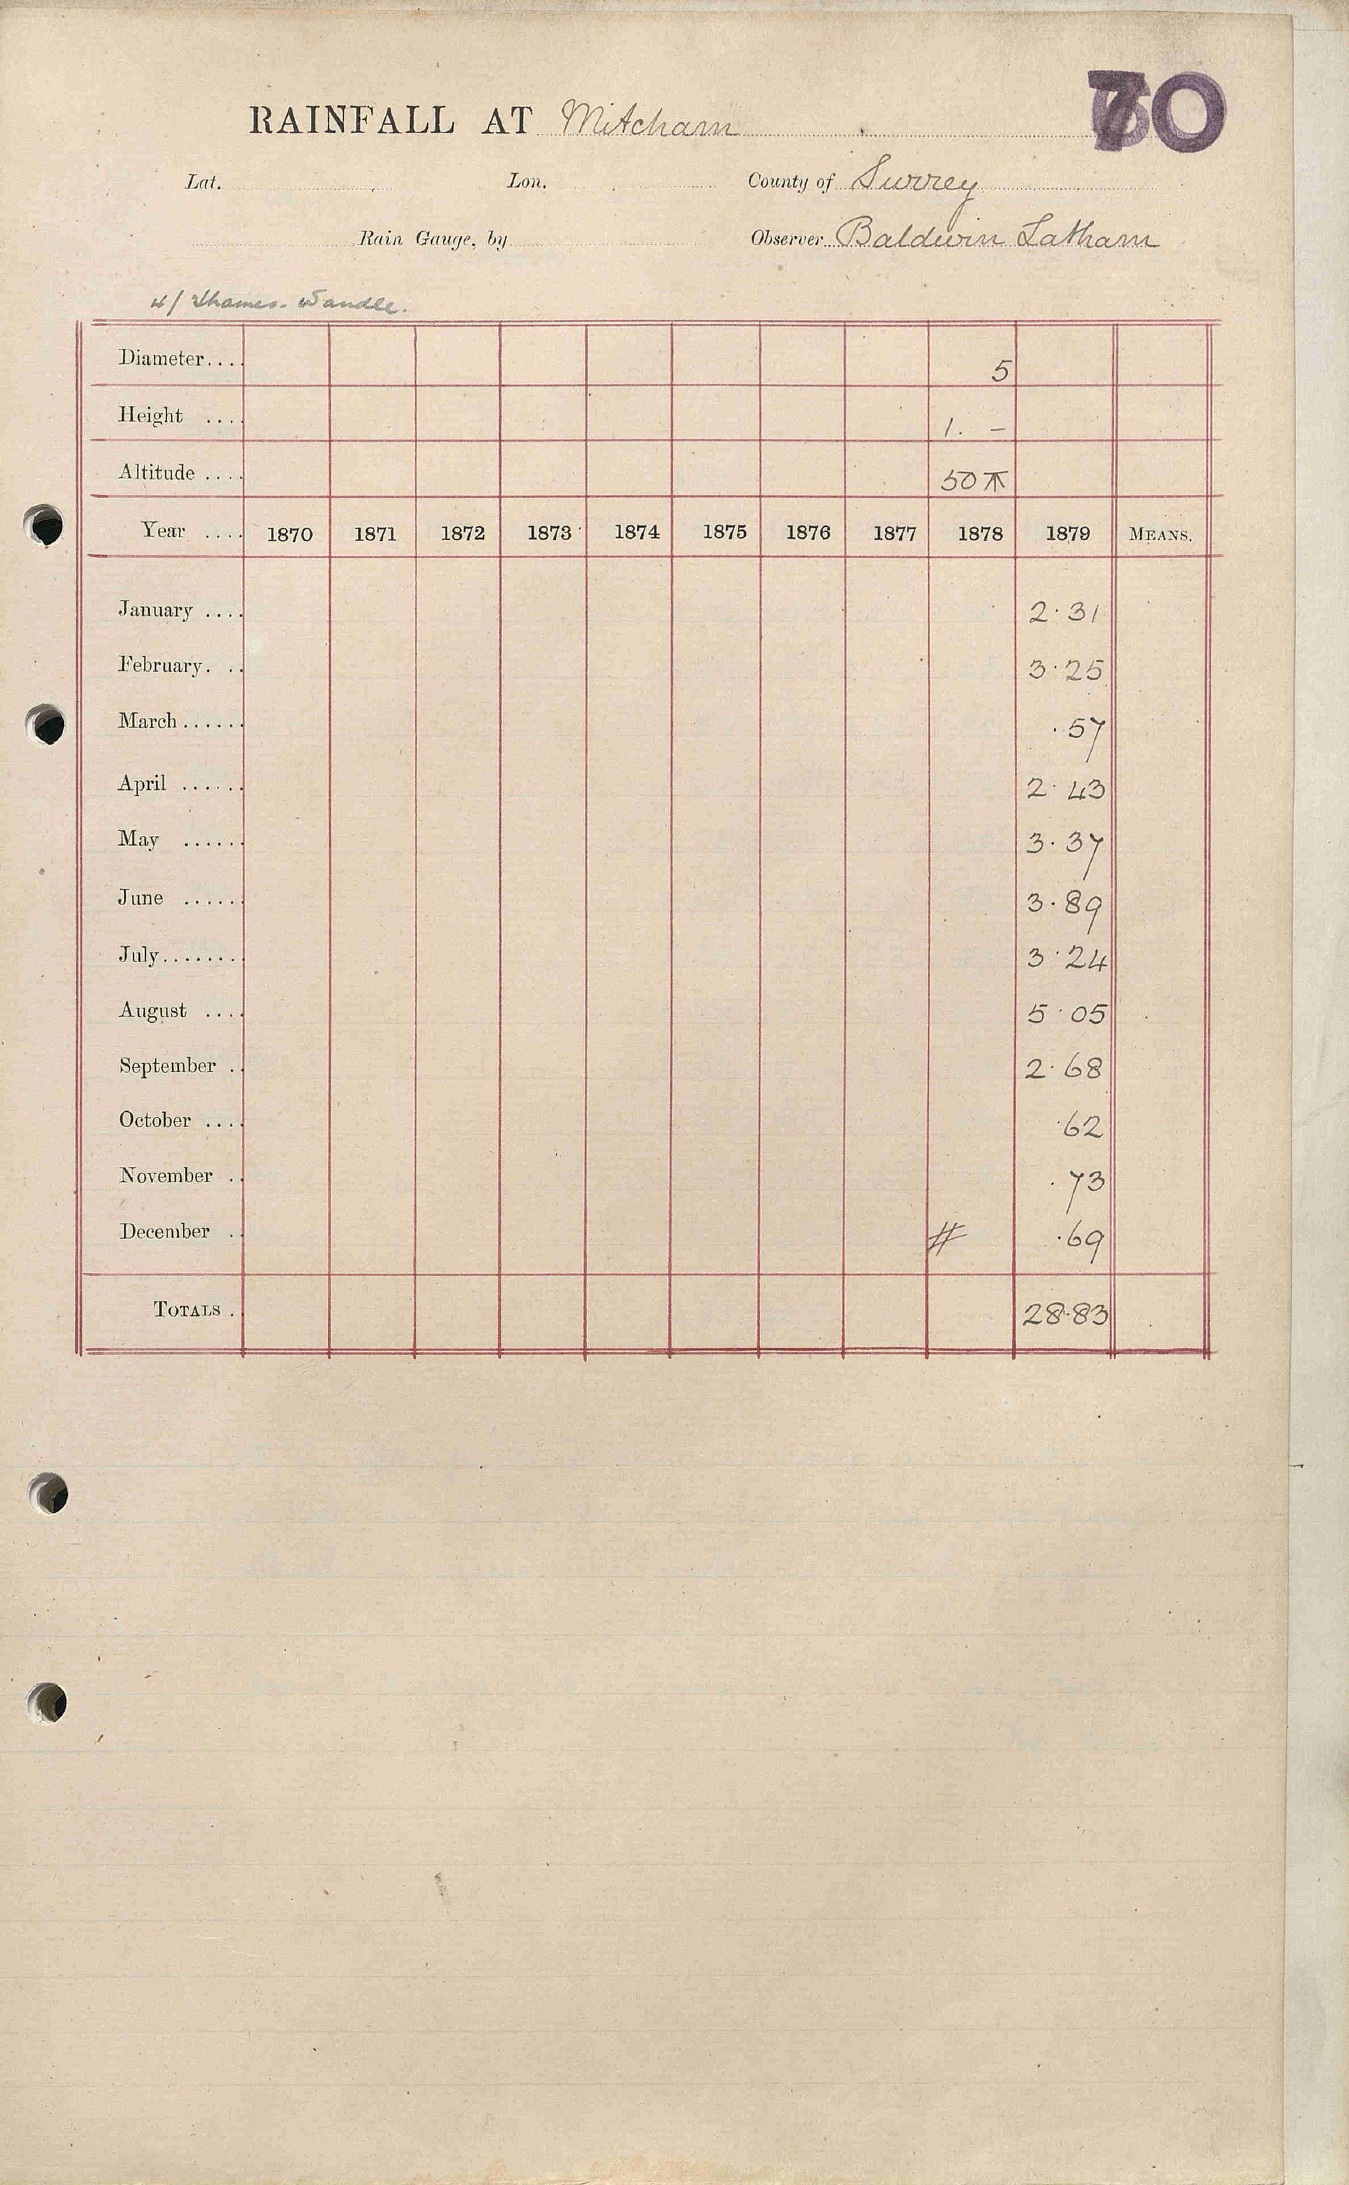 70
RAINFALL AT Mitcham
Lat. Lon. County of Surrey
Rain Gauge, by Observer Baldwin Latham
4/ Thames - Wandle.
Diameter.... 5
Height .... 1. -
Altitude .... 50
Year .... 1870 1871 1872 1873 1874 1875 1876 1877 1878 1879 MEANS.
January .... 2.31
February. .. 3.25
March...... .57
April ...... 2.43
May ...... 3.37
June ...... 3.89
July....... 3.24
August .... 5.05
September .. 2.68
October .... .62
November .. .73
December .. # .69
TOTALS . 28.83